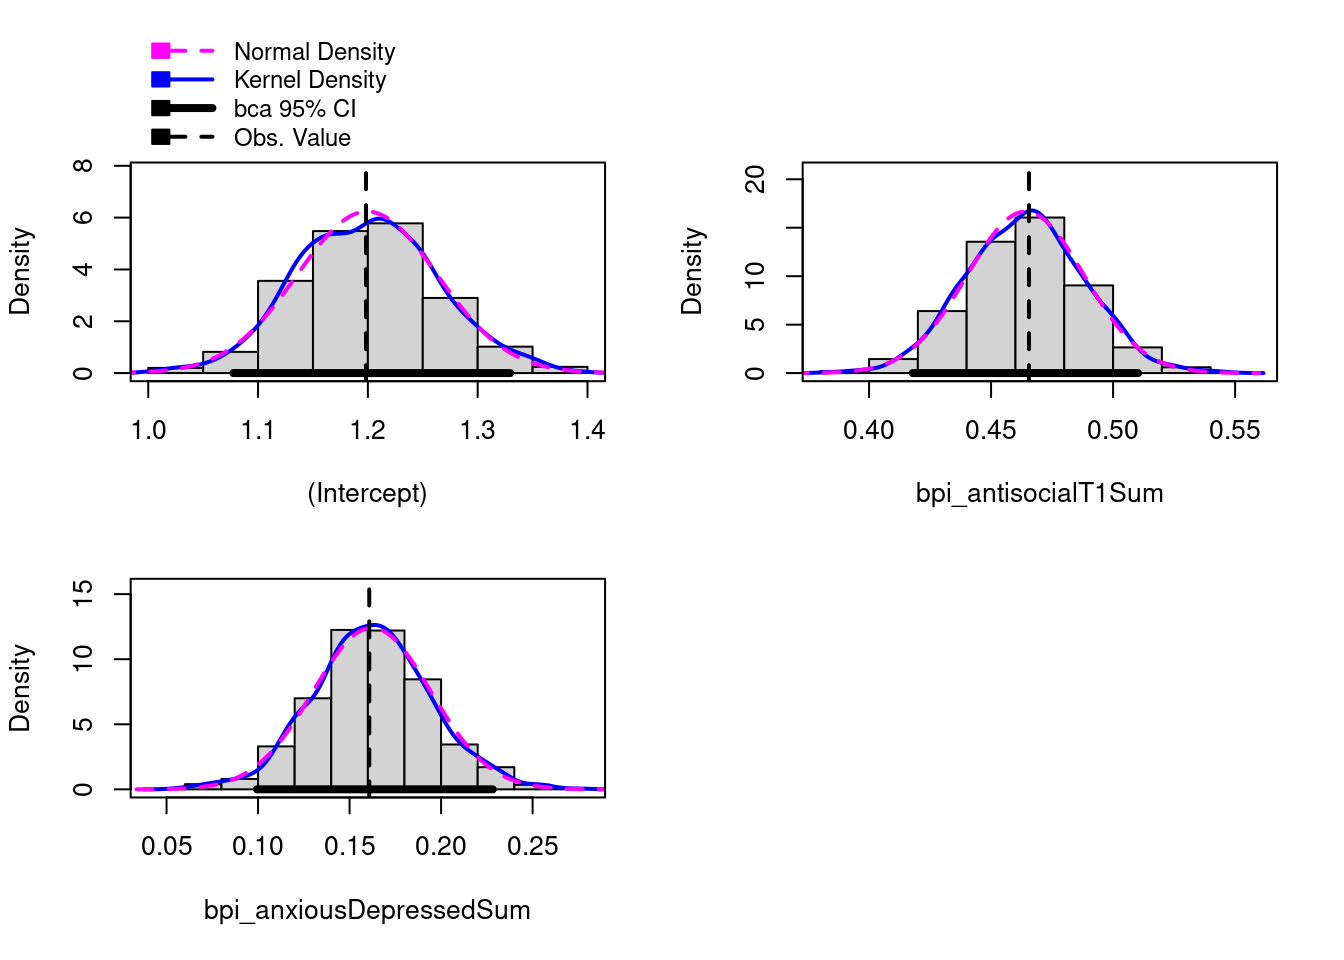 Normal Density
Kernel Density
bca 95% CI
Obs. Value
Density
0 2 4 6 8
1.0 1.1 1.2 1.3 1.4
(Intercept)
Density
0 5 10 20
0.40 0.45 0.50 0.55
bpi_antisocialT1Sum
Density
0 5 10 15
0.05 0.10 0.15 0.20 0.25
bpi_anxiousDepressedSum